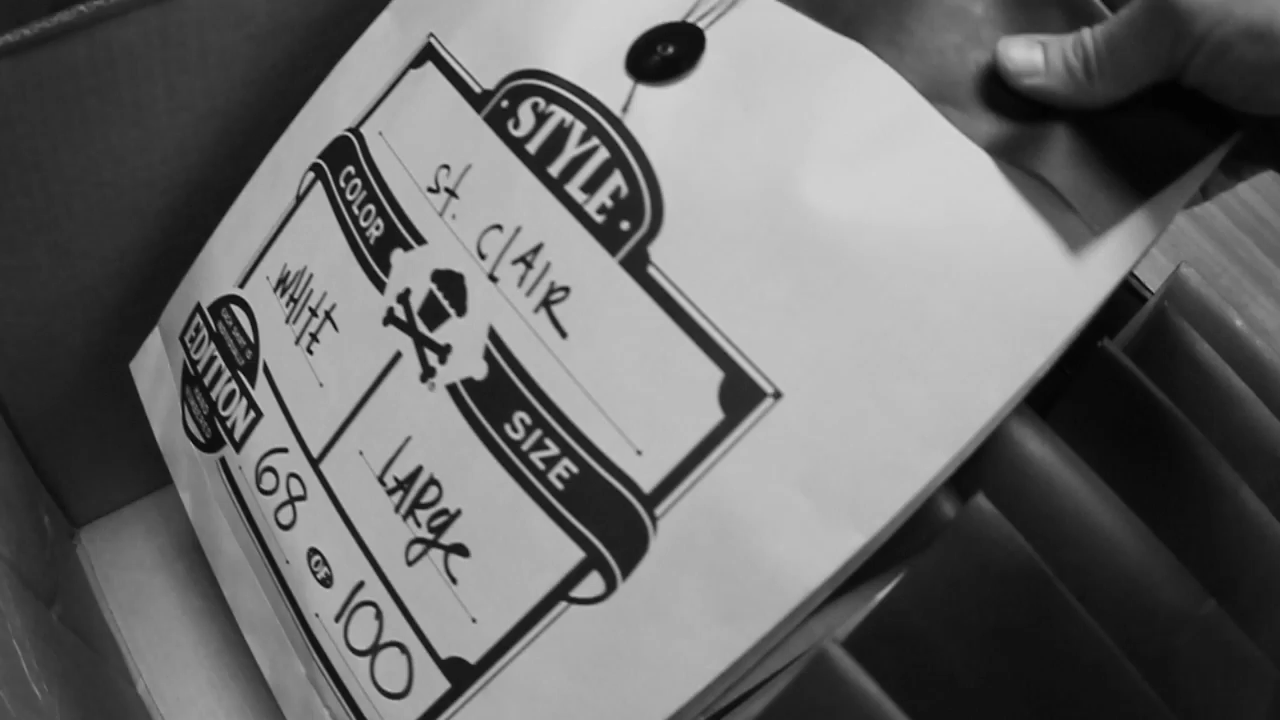 STYLE
St. CLAIR
COLOR
WHITE
SIZE
LARge
EDITION
68 OF 100